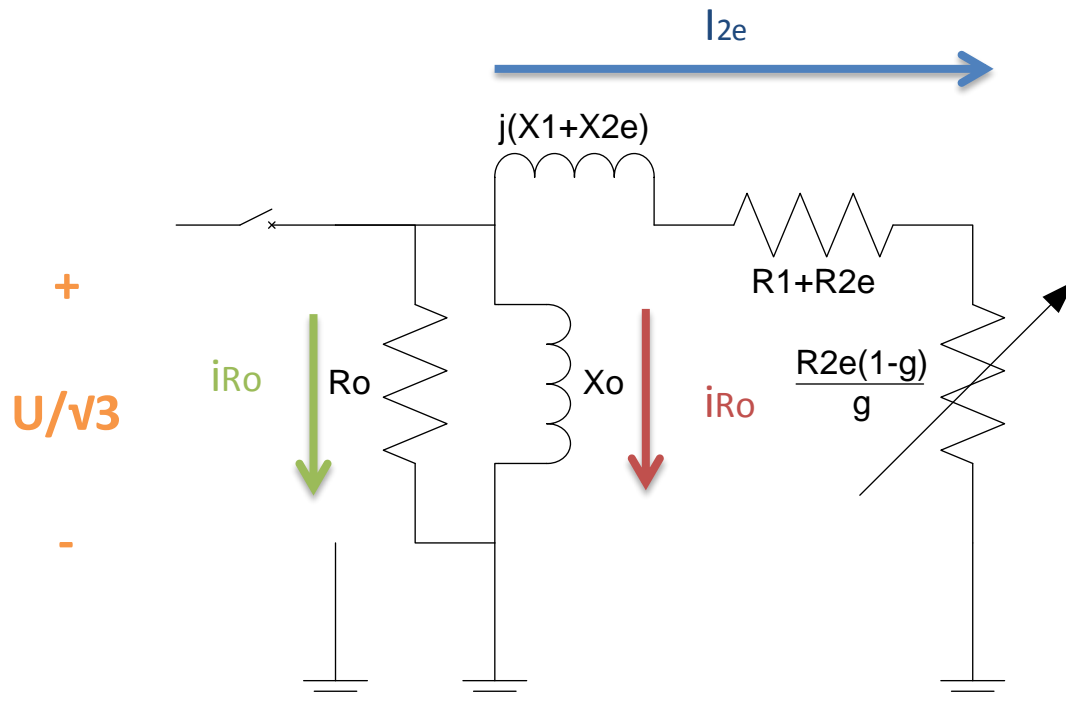 I2e
j(X1+X2e)
R1+R2e
+
iRo
Ro
Xo
iRo
R2e(1-g)
g
U/√3
-